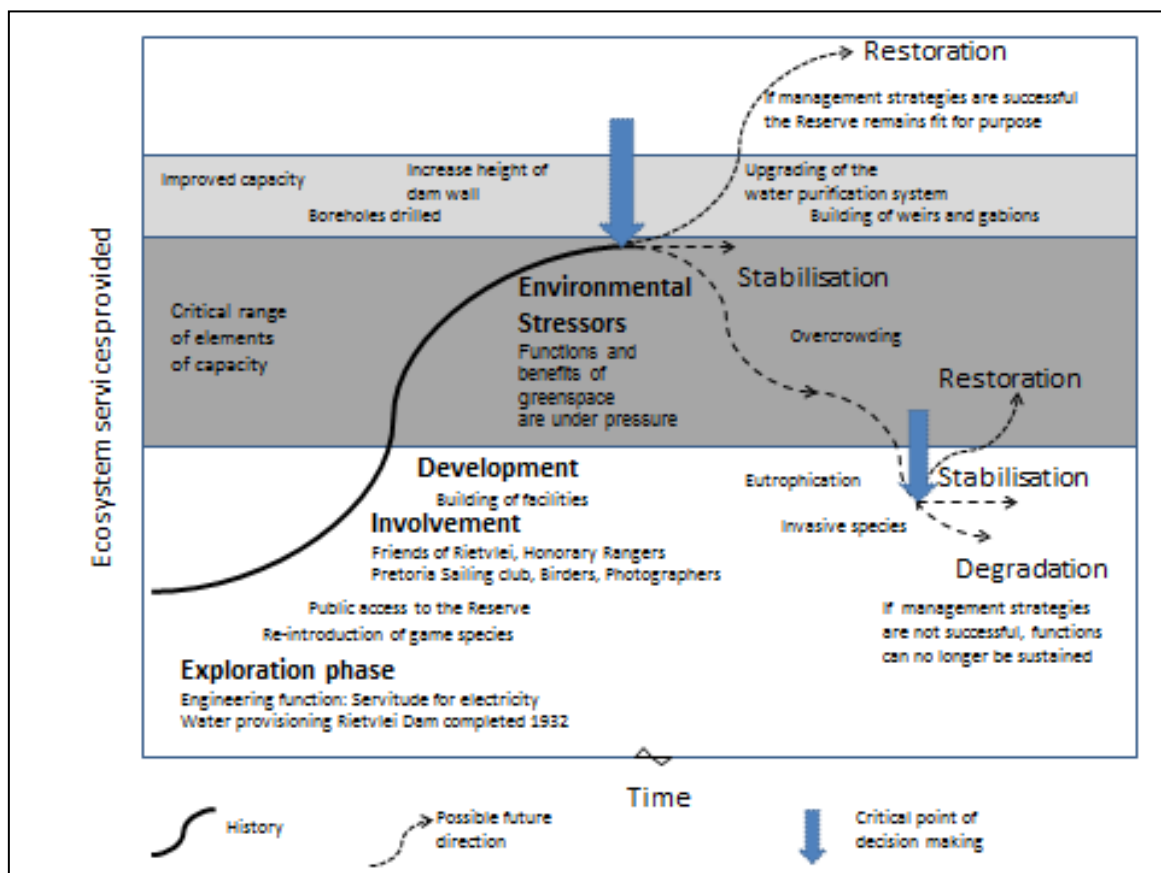 Restoration
If management strategies are successful
the Reserve remains fit for purpose
Improved capacity
Increase height of
dam wall
Boreholes drilled
Upgrading of the
water purification system
Building of weirs and gabions
Ecosystem servicesprovided
Critical range
of elements
of capacity
Environmental
Stressors
Functions and
benefits of
greenspace
are under pressure
Stabilisation
Overcrowding
Restoration
Development
Building of facilities
Involvement
Friends of Rietvlei, Honorary Rangers
Pretoria Sailing club, Birders, Photographers
Public access to the Reserve
Re-introduction of game species
Exploration phase
Engineering function: Servitude for electricity
Water provisioning Rietvlei Dam completed 1932
Eutrophication
Stabilisation
Invasive species
Degradation
If management strategies
are not successful, functions
can no longer be sustained
Time
History
Possible future
direction
Critical point of
decision making